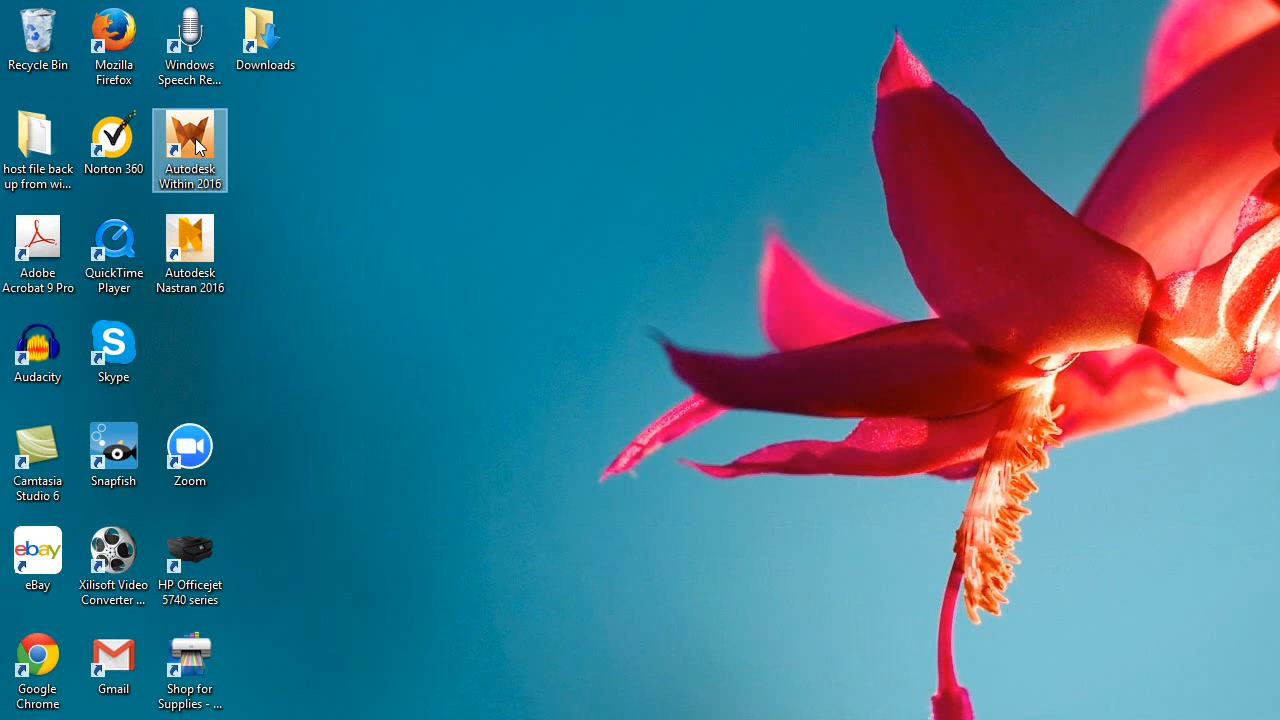 Recycle Bin
Mozilla
Firefox
Windows
Speech Re...
Downloads
host file back
up from wi...
Norton 360
Autodesk
Within 2016
Adobe
Acrobat 9 Pro
QuickTime
Player
Autodesk
Nastran 2016
Audacity
Skype
Camtasia
Studio 6
Snapfish
Zoom
ebay
eBay
Xilisoft Video
Converter ...
HP Officejet
5740 series
Google
Chrome
Gmail
Shop for
Supplies - ...